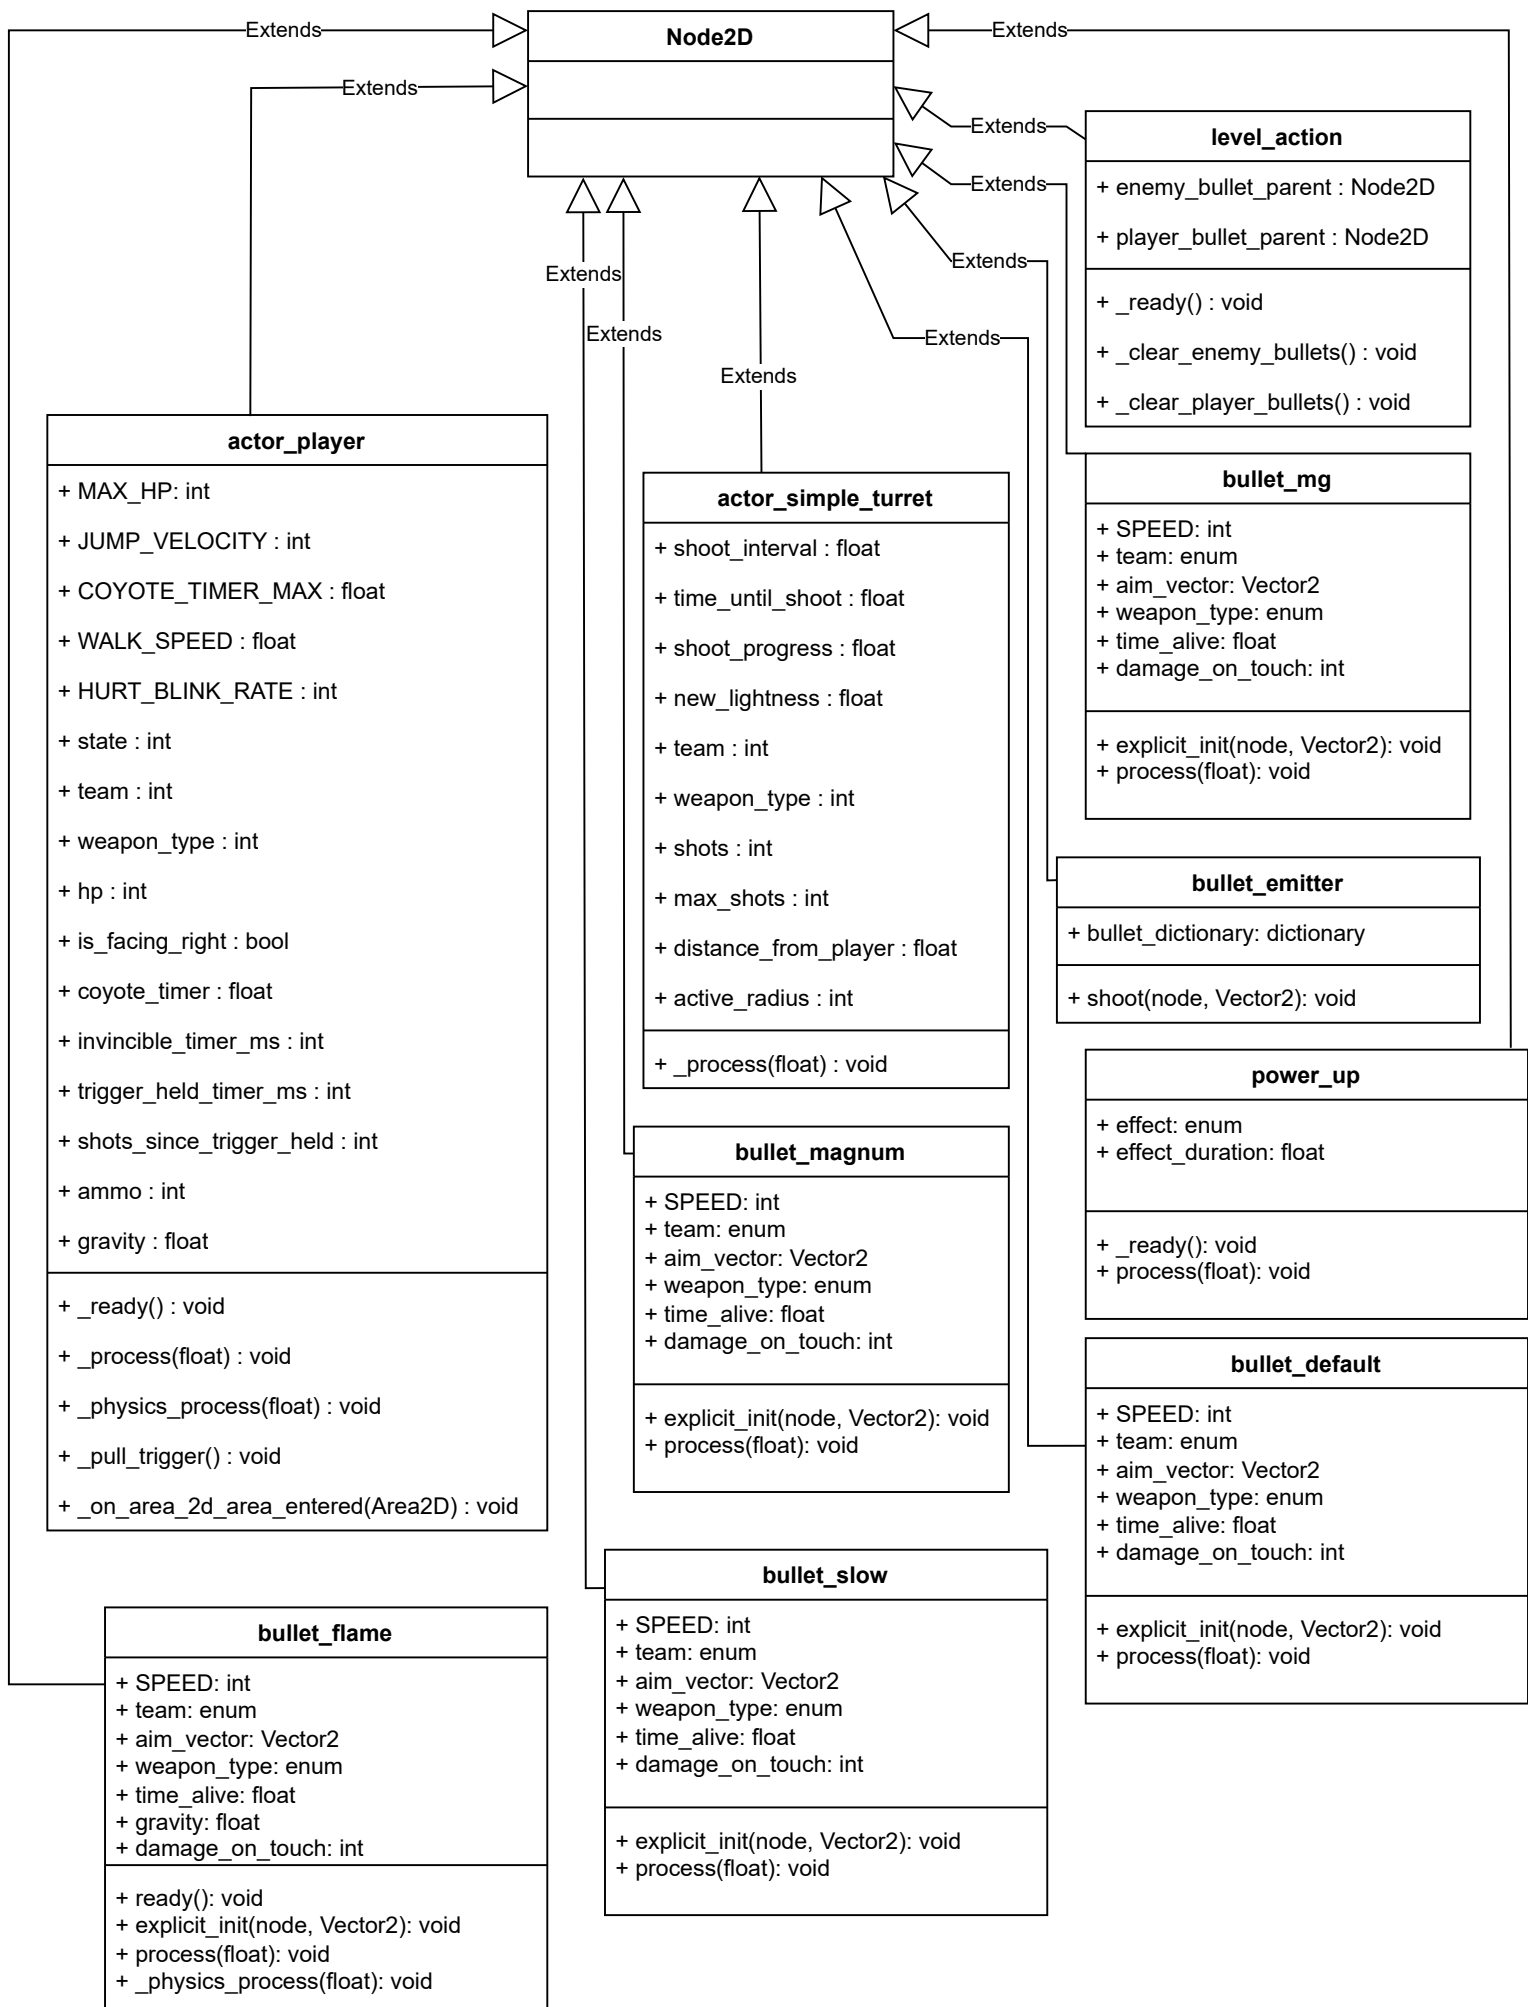 Extends
Node2D
Extends
Extends
Extends
Extends
Extends
Extends
Extends
Extends
Extends
level_action
+ enemy_bullet_parent : Node2D
+ player_bullet_parent : Node2D
+ _ready() : void
+ _clear_enemy_bullets() : void
+ _clear_player_bullets() : void
actor_player
+ MAX_HP: int
+ JUMP_VELOCITY : int
+ COYOTE_TIMER_MAX : float
+ WALK_SPEED : float
+ HURT_BLINK_RATE : int
+ state : int
+ team : int
+ weapon_type : int
+ hp : int
+ is_facing_right : bool
+ coyote_timer : float
+ invincible_timer_ms : int
+ trigger_held_timer_ms : int
+ shots_since_trigger_held : int
+ ammo : int
+ gravity : float
+ _ready() : void
+ _process(float) : void
+ _physics_process(float) : void
+ _pull_trigger() : void
+ _on_area_2d_area_entered(Area2D) : void
actor_simple_turret
+ shoot_interval : float
+ time_until_shoot : float
+ shoot_progress : float
+ new_lightness : float
+ team : int
+ weapon_type : int
+ shots : int
+ max_shots : int
+ distance_from_player : float
+ active_radius : int
+ _process(float) : void
bullet_mg
+ SPEED: int
+ team: enum
+ aim_vector: Vector2
+ weapon_type: enum
+ time_alive: float
+ damage_on_touch: int
+ explicit_init(node, Vector2): void
+ process(float): void
bullet_emitter
+ bullet_dictionary: dictionary
+ shoot(node, Vector2): void
power_up
+ effect: enum
+ effect_duration: float
+ _ready(): void
+ process(float): void
bullet_magnum
+ SPEED: int
+ team: enum
+ aim_vector: Vector2
+ weapon_type: enum
+ time_alive: float
+ damage_on_touch: int
+ explicit_init(node, Vector2): void
+ process(float): void
bullet_default
+ SPEED: int
+ team: enum
+ aim_vector: Vector2
+ weapon_type: enum
+ time_alive: float
+ damage_on_touch: int
+ explicit_init(node, Vector2): void
+ process(float): void
bullet_slow
+ SPEED: int
+ team: enum
+ aim_vector: Vector2
+ weapon_type: enum
+ time_alive: float
+ damage_on_touch: int
+ explicit_init(node, Vector2): void
+ process(float): void
bullet_flame
+ SPEED: int
+ team: enum
+ aim_vector: Vector2
+ weapon_type: enum
+ time_alive: float
+ gravity: float
+ damage_on_touch: int
+ ready(): void
+ explicit_init(node, Vector2): void
+ process(float): void
+ _physics_process(float): void